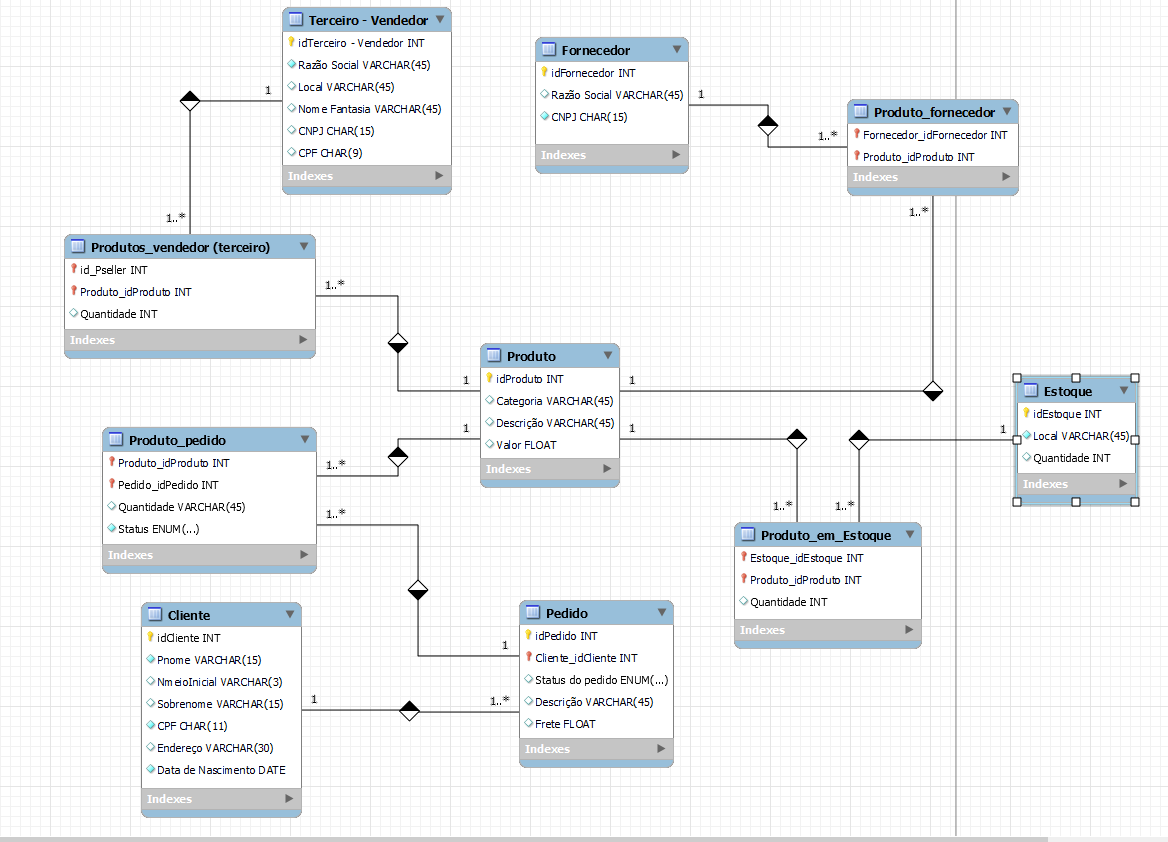 Terceiro - Vendedor
idTerceiro - Vendedor INT
Razão Social VARCHAR(45)
Local VARCHAR(45)
Nome Fantasia VARCHAR(45)
CNPJ CHAR(15)
CPF CHAR(9)
Indexes
Fornecedor
idFornecedor INT
Razão Social VARCHAR(45)
CNPJ CHAR(15)
Indexes
Produto_fornecedor
Fornecedor_idFornecedor INT
Produto_idProduto INT
Indexes
1
1..*
1
1..*
1..*
Produtos_vendedor (terceiro)
id_Pseller INT
Produto_idProduto INT
Quantidade INT
Indexes
1..*
1
Produto
idProduto INT
Categoria VARCHAR(45)
Descrição VARCHAR(45)
Valor FLOAT
Indexes
1
1
1
Estoque
idEstoque INT
Local VARCHAR(45)
Quantidade INT
Indexes
1
Produto_pedido
Produto_idProduto INT
Pedido_idPedido INT
Quantidade VARCHAR(45)
Status ENUM(...)
Indexes
1..*
1..*
1..*
1..*
Produto_em_Estoque
Estoque_idEstoque INT
Produto_idProduto INT
Quantidade INT
Indexes
Cliente
idCliente INT
Pnome VARCHAR(15)
NmeioInicial VARCHAR(3)
Sobrenome VARCHAR(15)
CPF CHAR(11)
Endereço VARCHAR(30)
Data de Nascimento DATE
Indexes
1
1..*
1
Pedido
idPedido INT
Cliente_idCliente INT
Status do pedido ENUM(...)
Descrição VARCHAR(45)
Frete FLOAT
Indexes